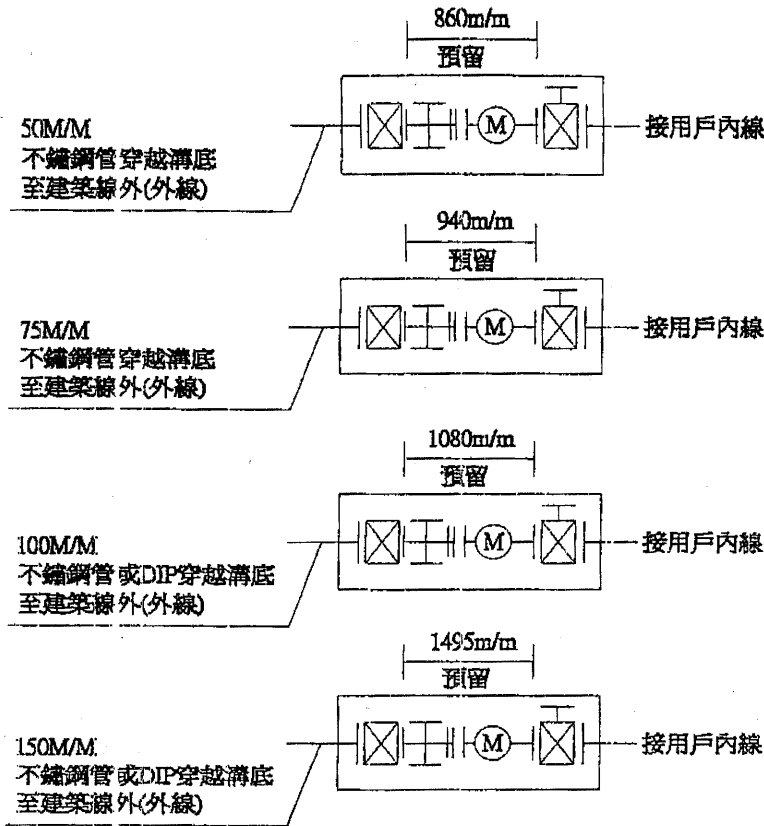 860m/m
預留
M
50M/M
不鏽鋼管穿越溝底
至建築線外(外線)
接用戶內線
940m/m
預留
M
75M/M
不鏽鋼管穿越溝底
至建築線外(外線)
接用戶內線
1080m/m
預留
M
100M/M
不鏽鋼管或DIP穿越溝底
至建築線外(外線)
接用戶內線
1495m/m
預留
M
150M/M
不鏽鋼管或DIP穿越溝底
至建築線外(外線)
接用戶內線